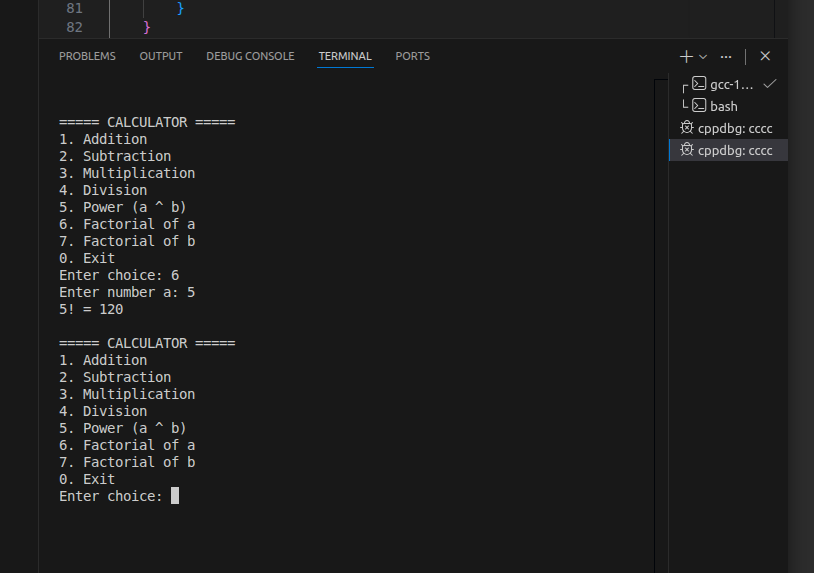 81 }
82 }
PROBLEMS OUTPUT DEBUG CONSOLE TERMINAL PORTS
gcc-1...
bash
cppdbg: cccc
cppdbg: cccc
===== CALCULATOR =====
1. Addition
2. Subtraction
3. Multiplication
4. Division
5. Power (a ^ b)
6. Factorial of a
7. Factorial of b
0. Exit
Enter choice: 6
Enter number a: 5
5! = 120
===== CALCULATOR =====
1. Addition
2. Subtraction
3. Multiplication
4. Division
5. Power (a ^ b)
6. Factorial of a
7. Factorial of b
0. Exit
Enter choice: